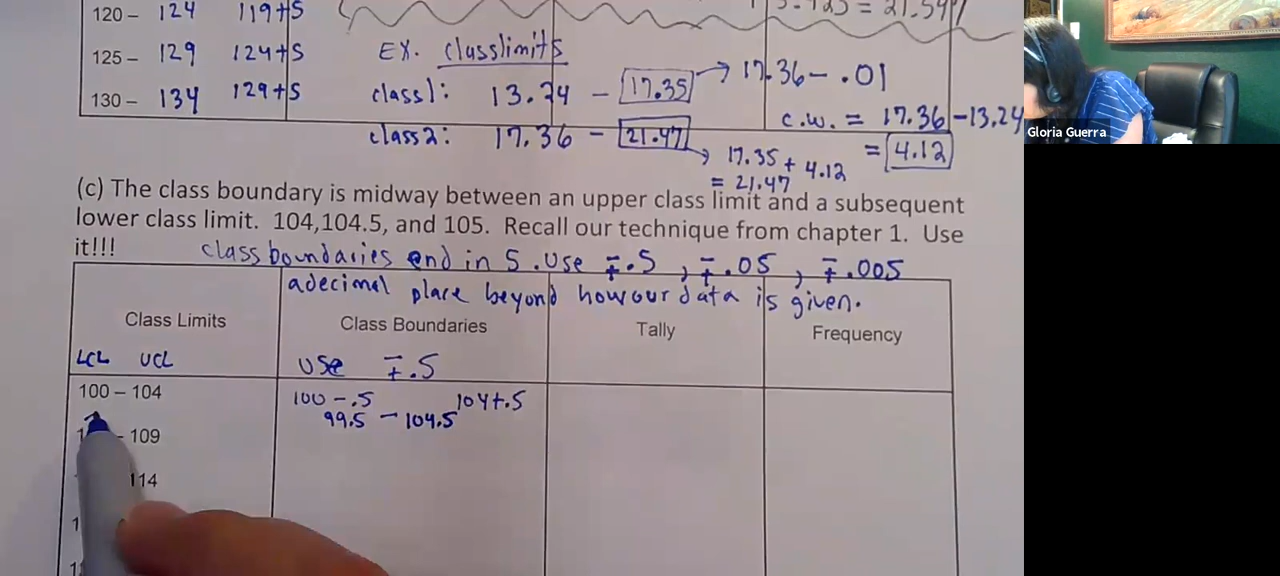 120 – 124 119+5
125 – 129 124+5
130 – 134 129+5
= 21.59
EX. classlimits
class1: 13.24 – 17.35 → 17.36 – .01
c.w. = 17.36 – 13.24
= 4.12
class2: 17.36 – 21.47
17.35 + 4.12
= 21.47
(c) The class boundary is midway between an upper class limit and a subsequent
lower class limit. 104,104.5, and 105. Recall our technique from chapter 1. Use
it!!! class boundaries end in 5. Use ∓.5, ∓.05, ∓.005
a decimal place beyond how our data is given.
Class Limits Class Boundaries Tally Frequency
LCL UCL Use ∓.5
100 – 104 100 – .5 104+.5
99.5 – 104.5
– 109
114
Gloria Guerra